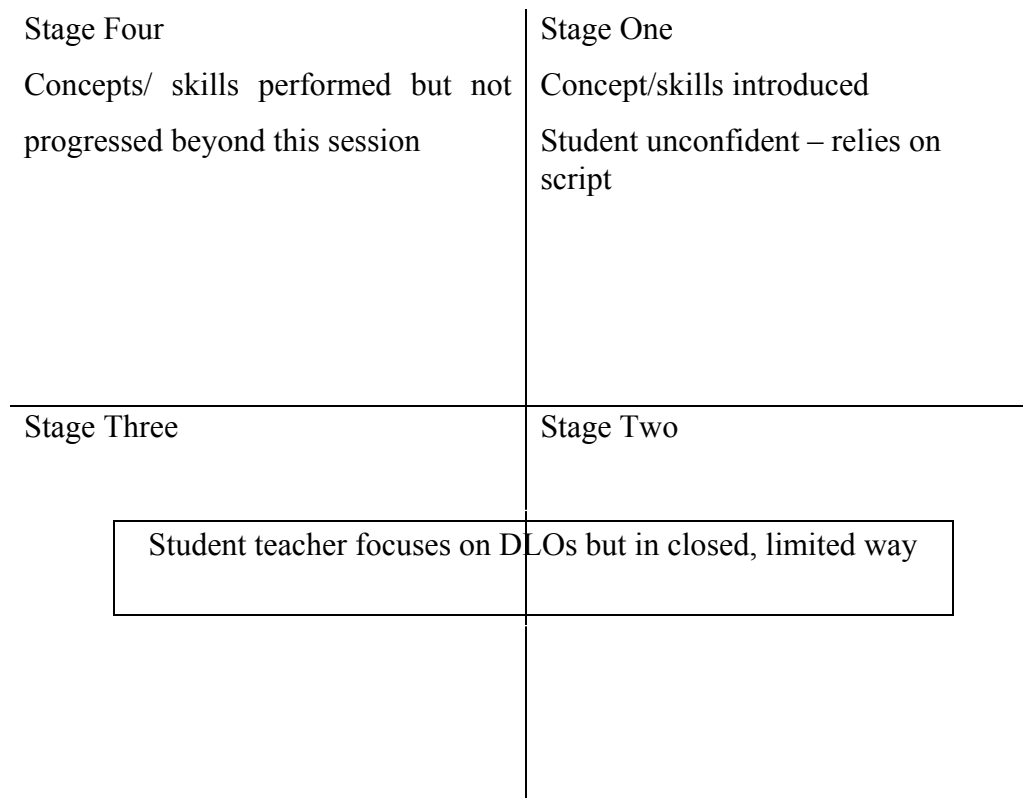 Stage Four
Concepts/ skills performed but not
progressed beyond this session
Stage One
Concept/skills introduced
Student unconfident – relies on
script
Stage Three
Stage Two
Student teacher focuses on DLOs but in closed, limited way